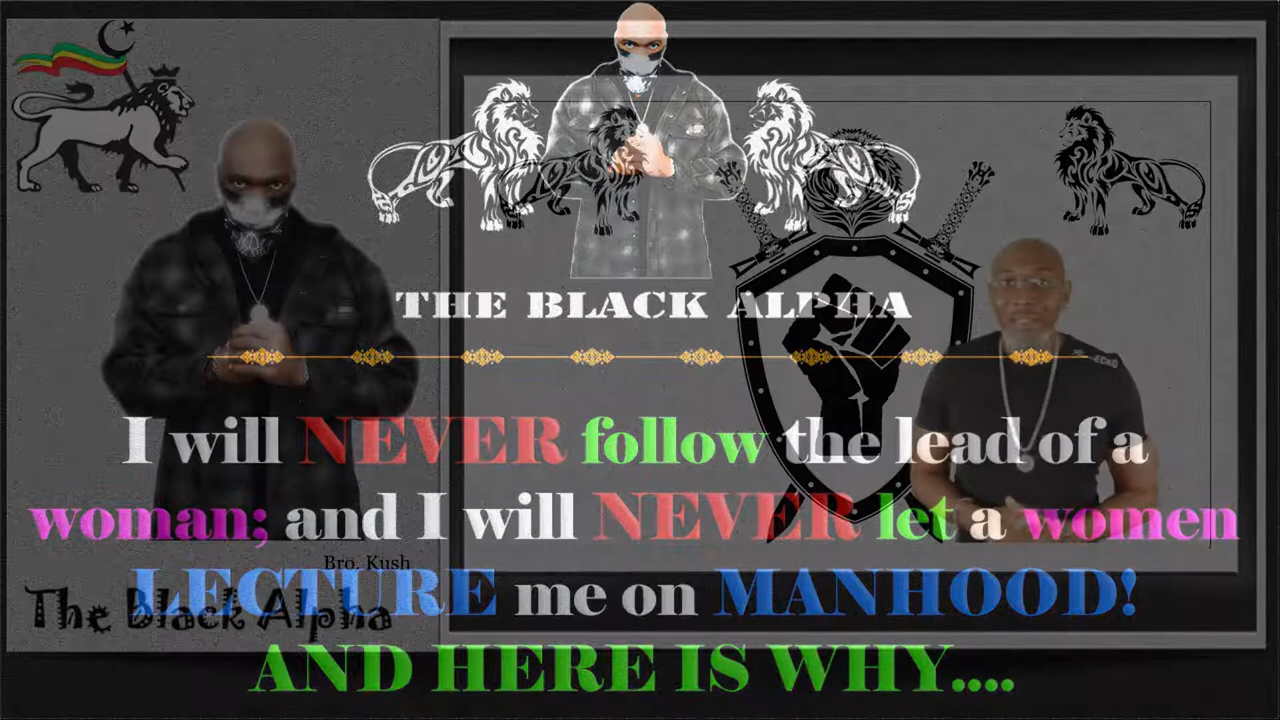 THE BLACK ALPHA
I will NEVER follow the lead of a
woman; and I will NEVER let a women
LECTURE me on MANHOOD!
AND HERE IS WHY....
Bro. Kush
The Black Alpha
ECKO